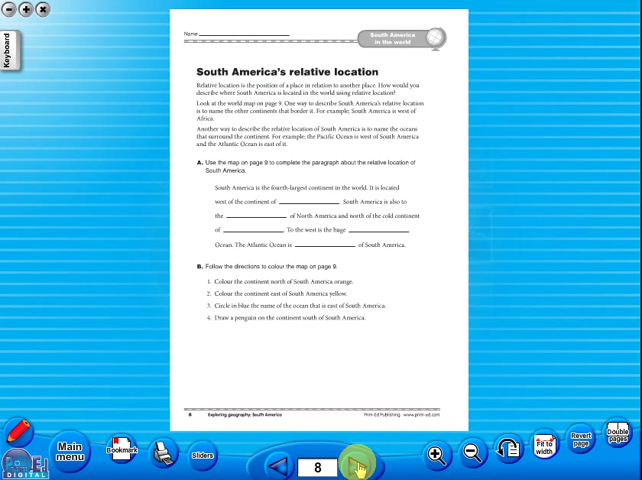 Keyboard
Name
South America
in the world
South America's relative location
Relative location is the position of a place in relation to another place. How would you
describe where South America is located in the world using relative location?
Look at the world map on page 9. One way to describe South America's relative location
is to name the other continents that border it. For example; South America is west of
Africa.
Another way to describe the relative location of South America is to name the oceans
that surround the continent. For example; the Pacific Ocean is west of South America
and the Atlantic Ocean is east of it.
A. Use the map on page 9 to complete the paragraph about the relative location of
South America.
South America is the fourth-largest continent in the world. It is located
west of the continent of . South America is also to
the of North America and north of the cold continent
of . To the west is the huge
Ocean. The Atlantic Ocean is of South America.
B. Follow the directions to colour the map on page 9.
1. Colour the continent north of South America orange.
2. Colour the continent east of South America yellow.
3. Circle in blue the name of the ocean that is east of South America.
4. Draw a penguin on the continent south of South America.
8 Exploring geography: South America Prim-Ed Publishing www.prim-ed.com
Main
menu
Bookmark
Sliders
8
Fit to
width
Revert
page
Double
pages
DIGITAL